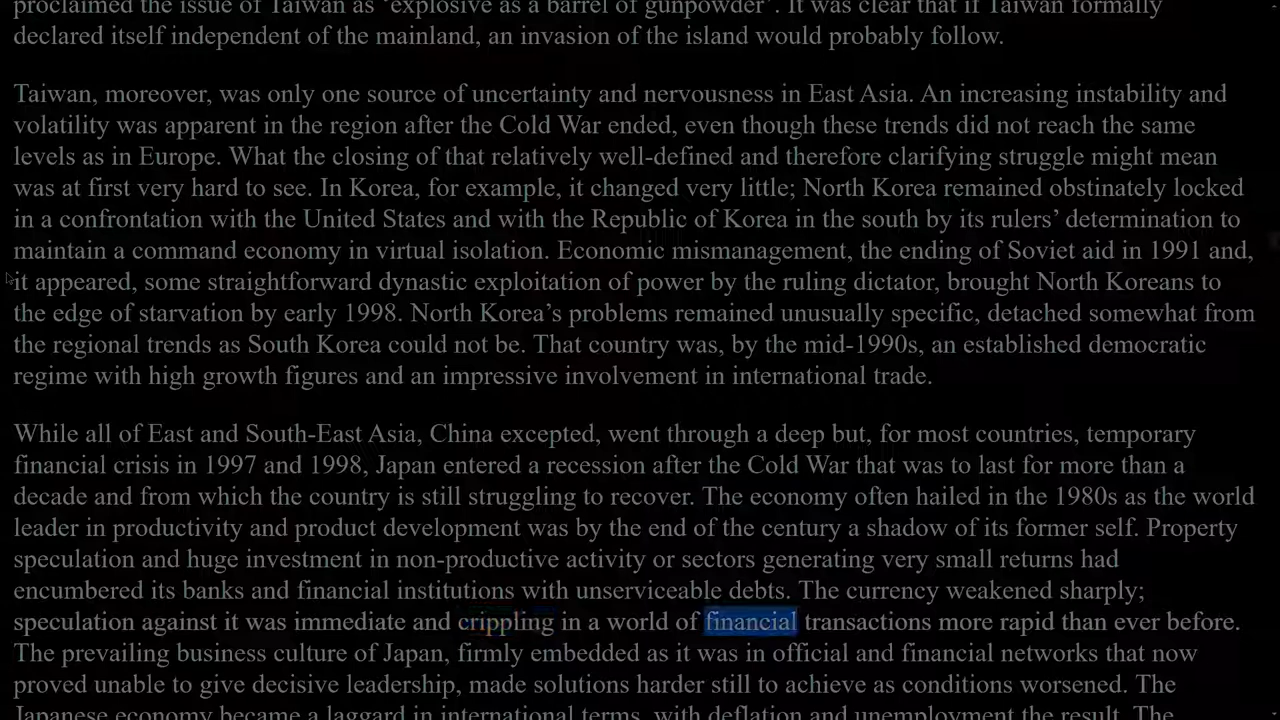 proclaimed the issue of Taiwan as ‘explosive as a barrel of gunpowder’. It was clear that if Taiwan formally
declared itself independent of the mainland, an invasion of the island would probably follow.
Taiwan, moreover, was only one source of uncertainty and nervousness in East Asia. An increasing instability and
volatility was apparent in the region after the Cold War ended, even though these trends did not reach the same
levels as in Europe. What the closing of that relatively well-defined and therefore clarifying struggle might mean
was at first very hard to see. In Korea, for example, it changed very little; North Korea remained obstinately locked
in a confrontation with the United States and with the Republic of Korea in the south by its rulers’ determination to
maintain a command economy in virtual isolation. Economic mismanagement, the ending of Soviet aid in 1991 and,
it appeared, some straightforward dynastic exploitation of power by the ruling dictator, brought North Koreans to
the edge of starvation by early 1998. North Korea’s problems remained unusually specific, detached somewhat from
the regional trends as South Korea could not be. That country was, by the mid-1990s, an established democratic
regime with high growth figures and an impressive involvement in international trade.
While all of East and South-East Asia, China excepted, went through a deep but, for most countries, temporary
financial crisis in 1997 and 1998, Japan entered a recession after the Cold War that was to last for more than a
decade and from which the country is still struggling to recover. The economy often hailed in the 1980s as the world
leader in productivity and product development was by the end of the century a shadow of its former self. Property
speculation and huge investment in non-productive activity or sectors generating very small returns had
encumbered its banks and financial institutions with unserviceable debts. The currency weakened sharply;
speculation against it was immediate and crippling in a world of financial transactions more rapid than ever before.
The prevailing business culture of Japan, firmly embedded as it was in official and financial networks that now
proved unable to give decisive leadership, made solutions harder still to achieve as conditions worsened. The
Japanese economy became a laggard in international terms, with deflation and unemployment the result. The